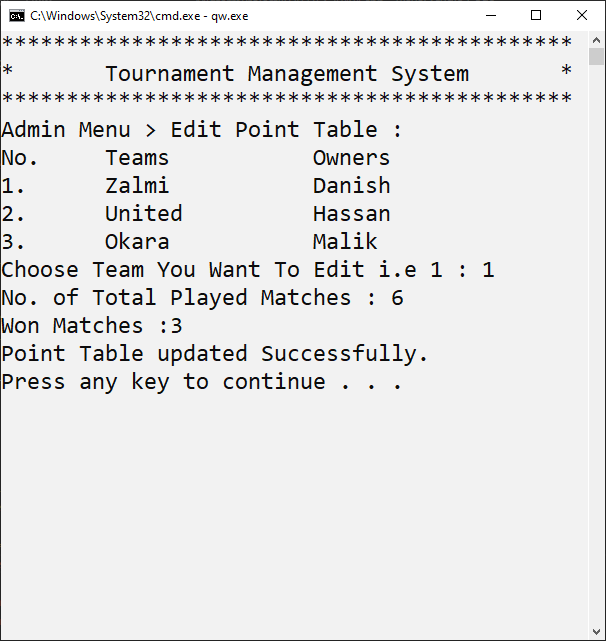 C:\Windows\System32\cmd.exe - qw.exe
********************************************
*       Tournament Management System       *
********************************************
Admin Menu > Edit Point Table :
No.     Teams           Owners
1.      Zalmi           Danish
2.      United          Hassan
3.      Okara           Malik
Choose Team You Want To Edit i.e 1 : 1
No. of Total Played Matches : 6
Won Matches :3
Point Table updated Successfully.
Press any key to continue . . .